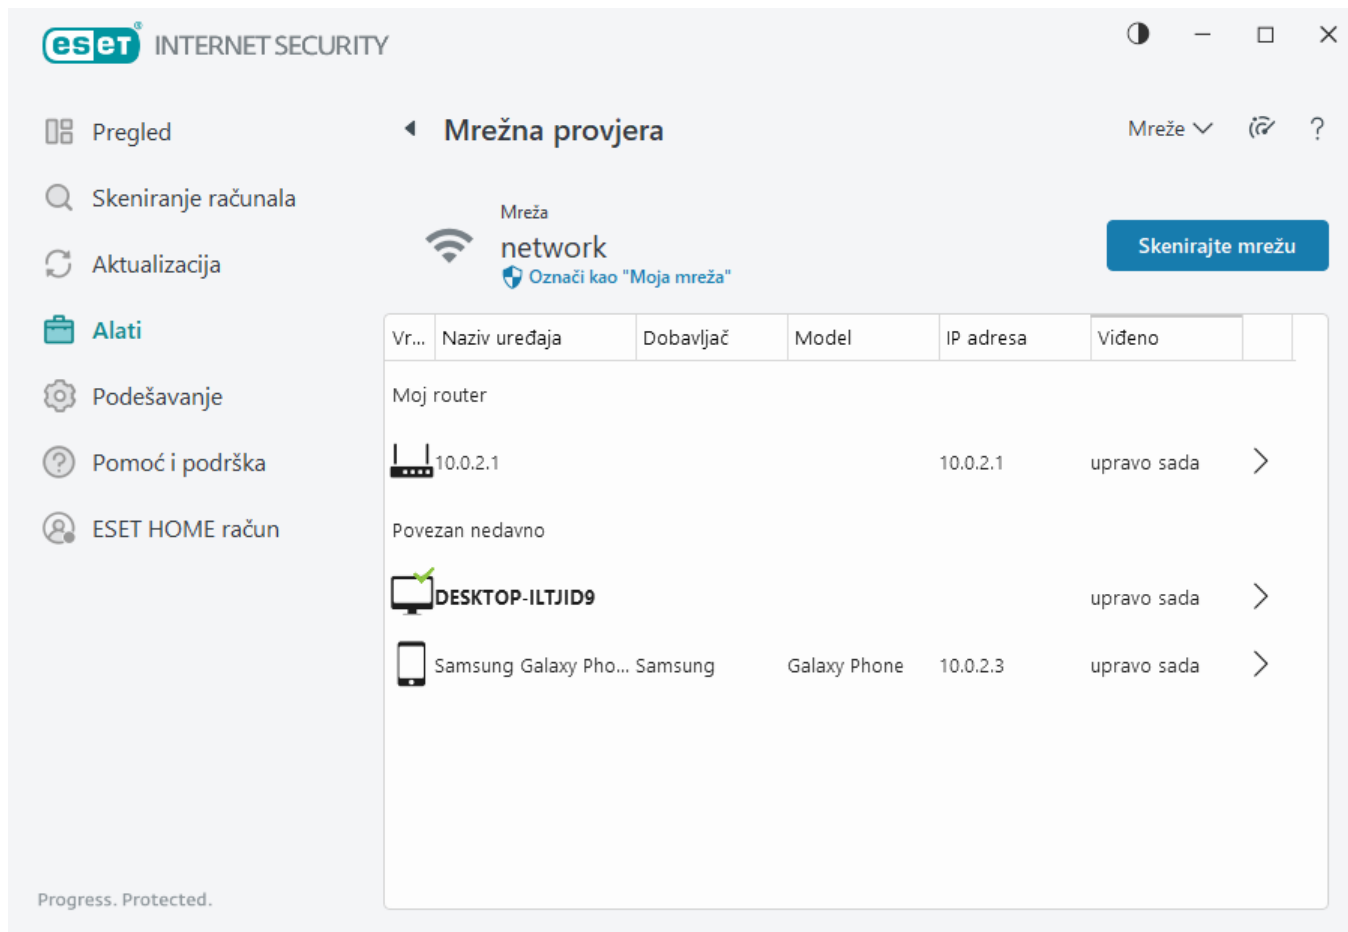 eset® INTERNET SECURITY
Pregled
Skeniranje računala
Aktualizacija
Alati
Podešavanje
Pomoć i podrška
ESET HOME račun
Progress. Protected.
Mrežna provjera
Mreže
?
Mreža
network
Označi kao "Moja mreža"
Skenirajte mrežu
Vr... Naziv uređaja Dobavljač Model IP adresa Viđeno
Moj router
10.0.2.1 10.0.2.1 upravo sada
Povezan nedavno
DESKTOP-ILTJID9 upravo sada
Samsung Galaxy Pho... Samsung Galaxy Phone 10.0.2.3 upravo sada